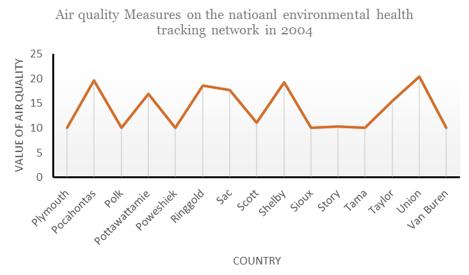 Air quality Measures on the natioanl environmental health
tracking network in 2004
VALUE OF AIR QUALITY
25
20
15
10
5
0
Plymouth
Pocahontas
Polk
Pottawattamie
Poweshiek
Ringgold
Sac
Scott
Shelby
Sioux
Story
Tama
Taylor
Union
Van Buren
COUNTRY